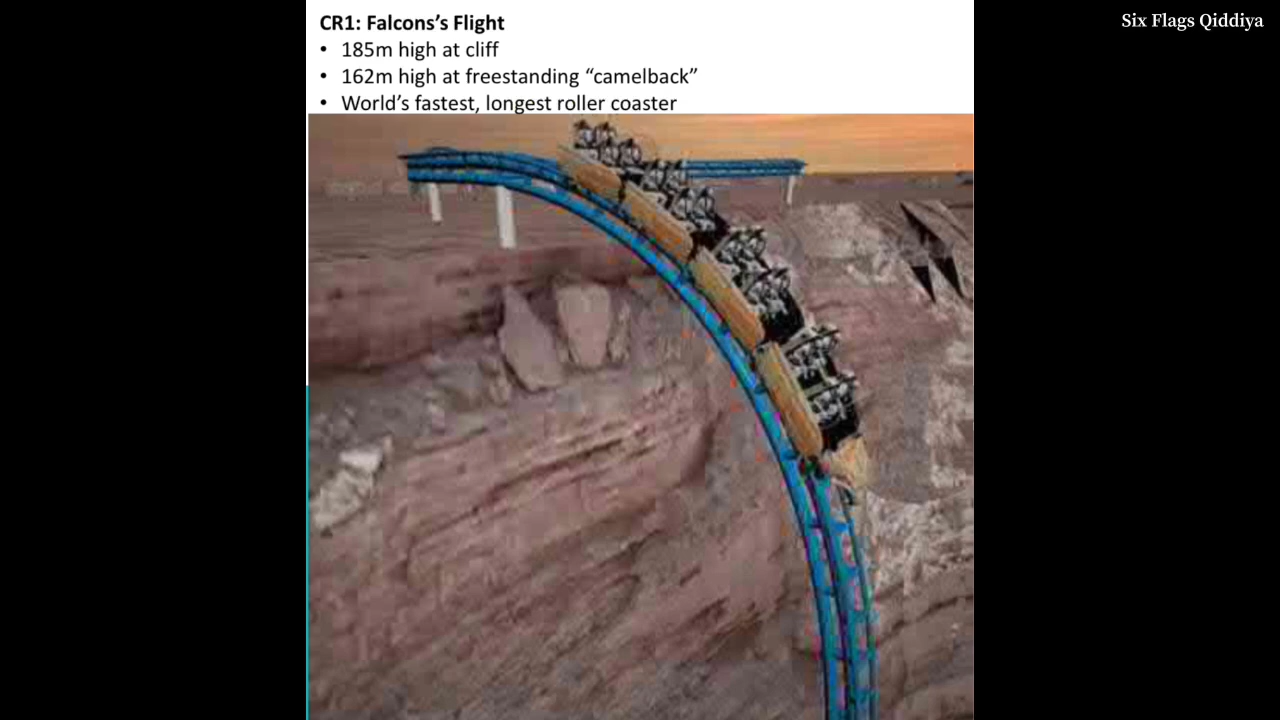 CR1: Falcons’s Flight
• 185m high at cliff
• 162m high at freestanding “camelback”
• World’s fastest, longest roller coaster
Six Flags Qiddiya